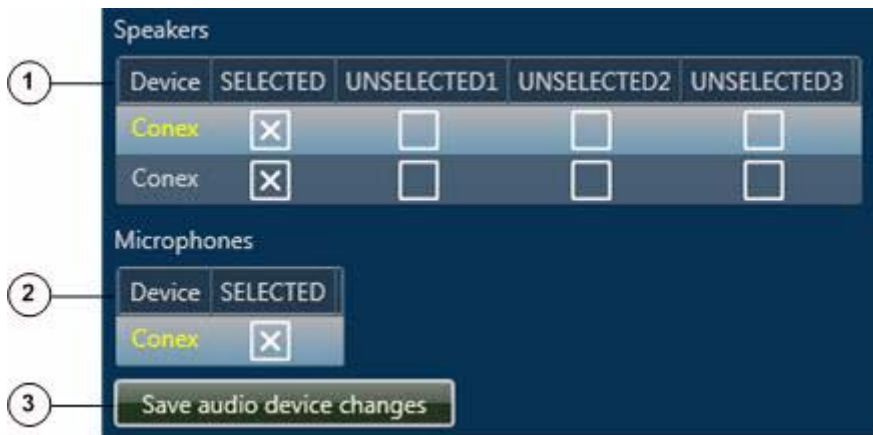 Speakers
1 Device SELECTED UNSELECTED1 UNSELECTED2 UNSELECTED3
Conex
Conex
Microphones
2 Device SELECTED
Conex
3 Save audio device changes